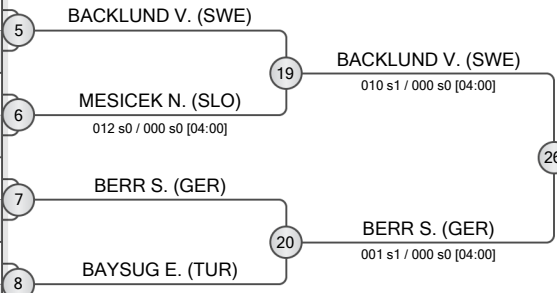 BACKLUND V. (SWE)
5
19
BACKLUND V. (SWE)
010 s1 / 000 s0 [04:00]
6
MESICEK N. (SLO)
012 s0 / 000 s0 [04:00]
26
7
BERR S. (GER)
20
BERR S. (GER)
001 s1 / 000 s0 [04:00]
8
BAYSUG E. (TUR)